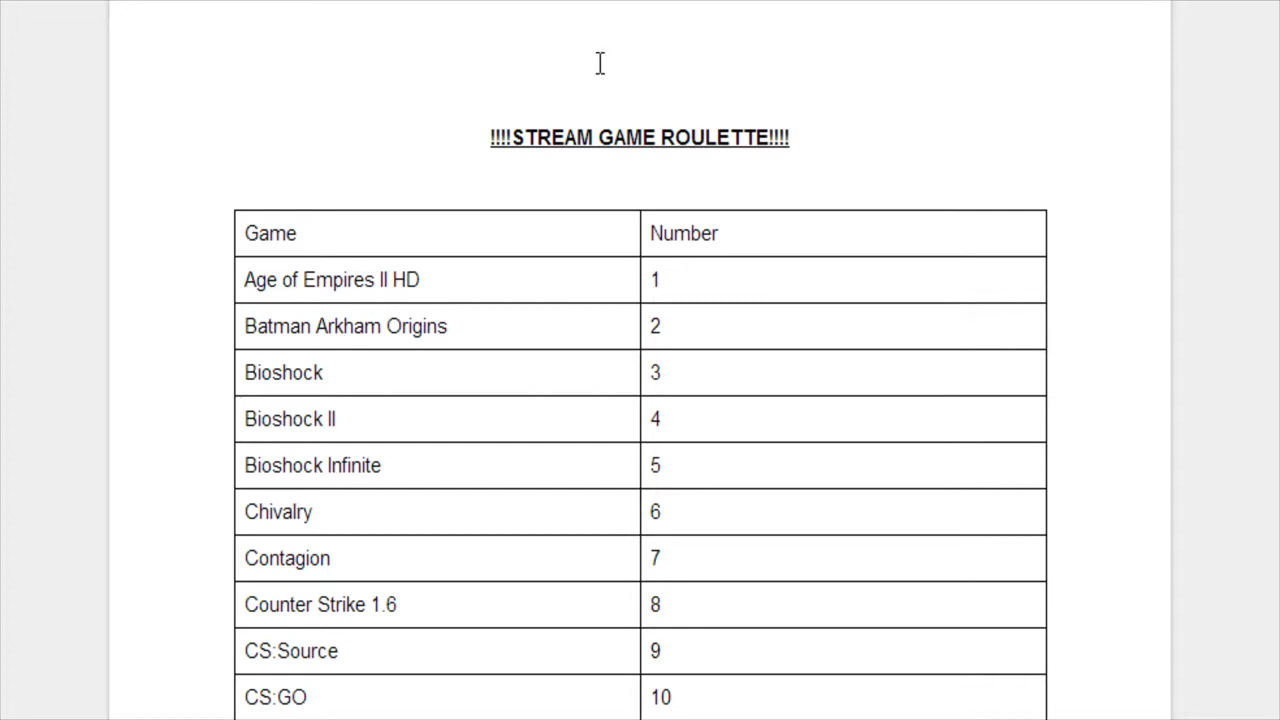 !!!!STREAM GAME ROULETTE!!!!
Game Number
Age of Empires II HD 1
Batman Arkham Origins 2
Bioshock 3
Bioshock II 4
Bioshock Infinite 5
Chivalry 6
Contagion 7
Counter Strike 1.6 8
CS:Source 9
CS:GO 10